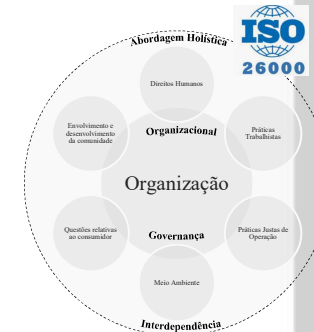 ISO
26000
Abordagem Holística
Direitos Humanos
Envolvimento e
desenvolvimento
da comunidade
Organizacional
Práticas
Trabalhistas
Organização
Questões relativas
ao consumidor
Governança
Práticas Justas de
Operação
Meio Ambiente
Interdependência